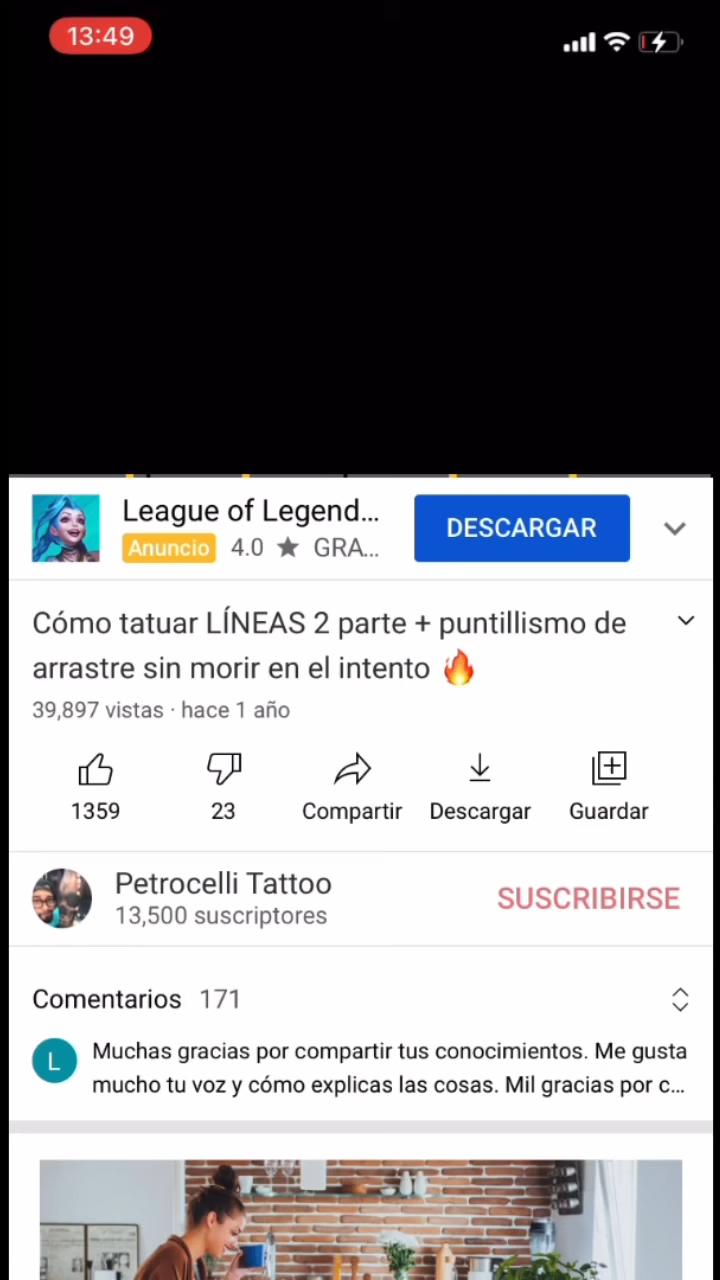 13:49
League of Legend...
DESCARGAR
Anuncio 4.0 ★ GRA...
Cómo tatuar LÍNEAS 2 parte + puntillismo de
arrastre sin morir en el intento 🔥
39,897 vistas · hace 1 año
1359
23
Compartir
Descargar
Guardar
Petrocelli Tattoo
13,500 suscriptores
SUSCRIBIRSE
Comentarios 171
L
Muchas gracias por compartir tus conocimientos. Me gusta
mucho tu voz y cómo explicas las cosas. Mil gracias por c...